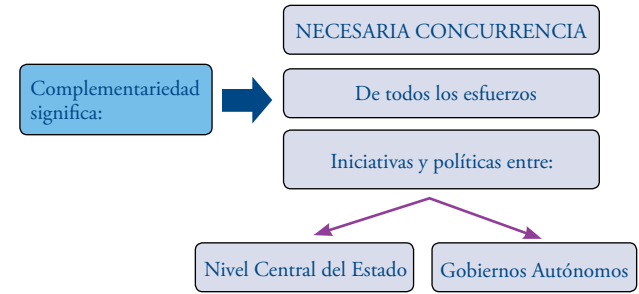 NECESARIA CONCURRENCIA
Complementariedad
significa:
De todos los esfuerzos
Iniciativas y políticas entre:
Nivel Central del Estado
Gobiernos Autónomos